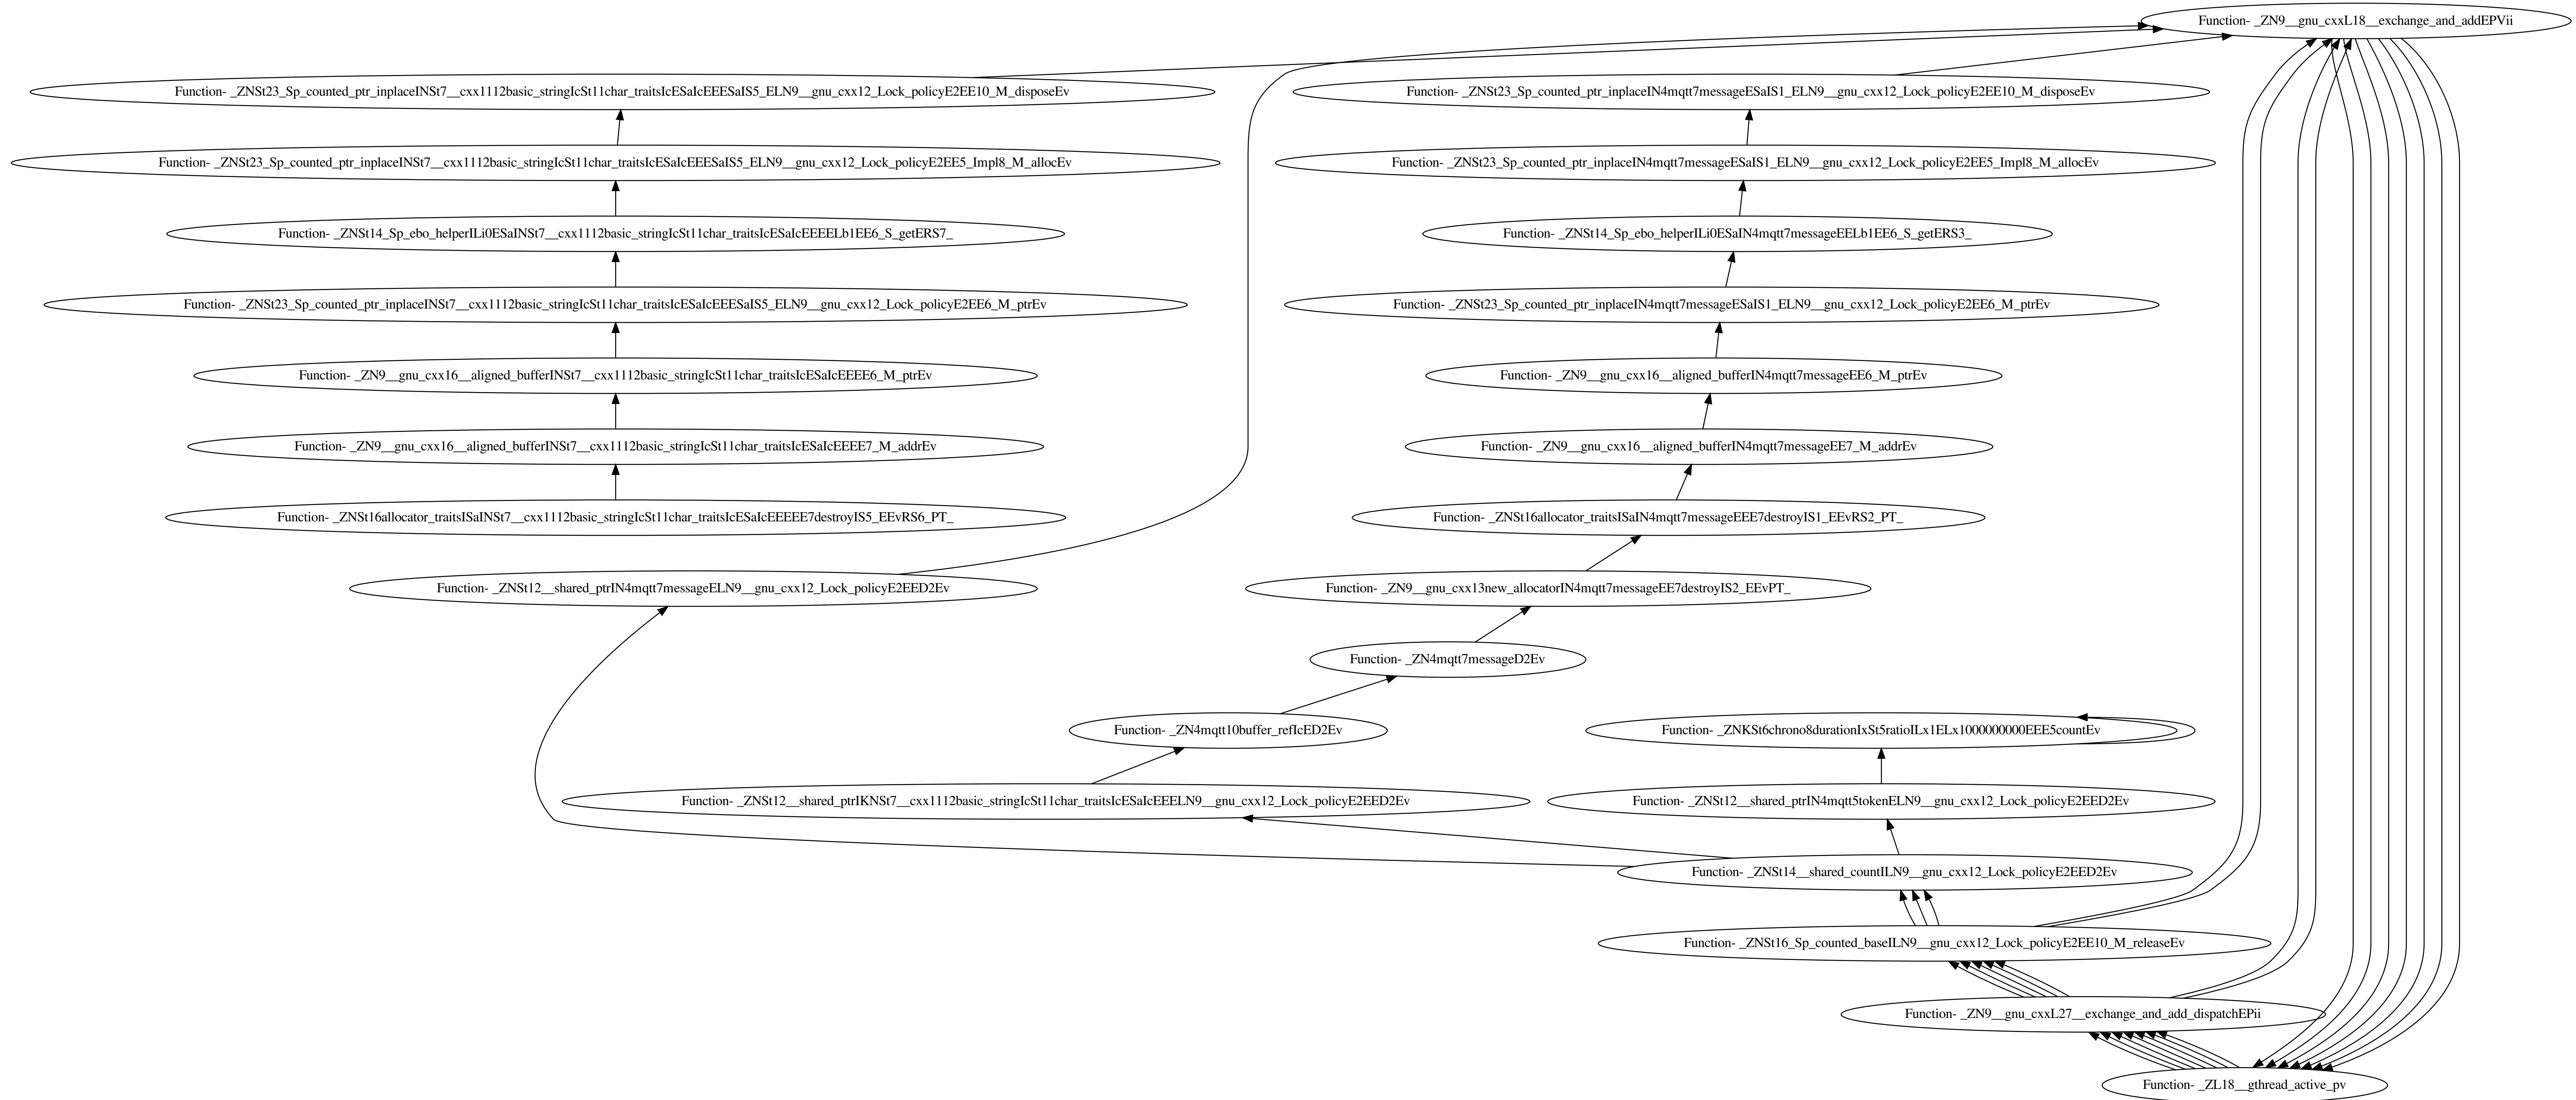 Function- _ZN9__gnu_cxxL18__exchange_and_addEPVii
Function- _ZNSt23_Sp_counted_ptr_inplaceINSt7__cxx1112basic_stringIcSt11char_traitsIcESaIcEEESaIS5_ELN9__gnu_cxx12_Lock_policyE2EE10_M_disposeEv
Function- _ZNSt23_Sp_counted_ptr_inplaceIN4mqtt7messageESaIS1_ELN9__gnu_cxx12_Lock_policyE2EE10_M_disposeEv
Function- _ZNSt23_Sp_counted_ptr_inplaceINSt7__cxx1112basic_stringIcSt11char_traitsIcESaIcEEESaIS5_ELN9__gnu_cxx12_Lock_policyE2EE5_Impl8_M_allocEv
Function- _ZNSt23_Sp_counted_ptr_inplaceIN4mqtt7messageESaIS1_ELN9__gnu_cxx12_Lock_policyE2EE5_Impl8_M_allocEv
Function- _ZNSt14_Sp_ebo_helperILi0ESaINSt7__cxx1112basic_stringIcSt11char_traitsIcESaIcEEEELb1EE6_S_getERS7_
Function- _ZNSt14_Sp_ebo_helperILi0ESaIN4mqtt7messageEELb1EE6_S_getERS3_
Function- _ZNSt23_Sp_counted_ptr_inplaceINSt7__cxx1112basic_stringIcSt11char_traitsIcESaIcEEESaIS5_ELN9__gnu_cxx12_Lock_policyE2EE6_M_ptrEv
Function- _ZNSt23_Sp_counted_ptr_inplaceIN4mqtt7messageESaIS1_ELN9__gnu_cxx12_Lock_policyE2EE6_M_ptrEv
Function- _ZN9__gnu_cxx16__aligned_bufferINSt7__cxx1112basic_stringIcSt11char_traitsIcESaIcEEEE6_M_ptrEv
Function- _ZN9__gnu_cxx16__aligned_bufferIN4mqtt7messageEE6_M_ptrEv
Function- _ZN9__gnu_cxx16__aligned_bufferINSt7__cxx1112basic_stringIcSt11char_traitsIcESaIcEEEE7_M_addrEv
Function- _ZN9__gnu_cxx16__aligned_bufferIN4mqtt7messageEE7_M_addrEv
Function- _ZNSt16allocator_traitsISaINSt7__cxx1112basic_stringIcSt11char_traitsIcESaIcEEEEE7destroyIS5_EEvRS6_PT_
Function- _ZNSt16allocator_traitsISaIN4mqtt7messageEEE7destroyIS1_EEvRS2_PT_
Function- _ZNSt12__shared_ptrIN4mqtt7messageELN9__gnu_cxx12_Lock_policyE2EED2Ev
Function- _ZN9__gnu_cxx13new_allocatorIN4mqtt7messageEE7destroyIS2_EEvPT_
Function- _ZN4mqtt7messageD2Ev
Function- _ZN4mqtt10buffer_refIcED2Ev
Function- _ZNKSt6chrono8durationIxSt5ratioILx1ELx1000000000EEE5countEv
Function- _ZNSt12__shared_ptrIKNSt7__cxx1112basic_stringIcSt11char_traitsIcESaIcEEELN9__gnu_cxx12_Lock_policyE2EED2Ev
Function- _ZNSt12__shared_ptrIN4mqtt5tokenELN9__gnu_cxx12_Lock_policyE2EED2Ev
Function- _ZNSt14__shared_countILN9__gnu_cxx12_Lock_policyE2EED2Ev
Function- _ZNSt16_Sp_counted_baseILN9__gnu_cxx12_Lock_policyE2EE10_M_releaseEv
Function- _ZN9__gnu_cxxL27__exchange_and_add_dispatchEPii
Function- _ZL18__gthread_active_pv